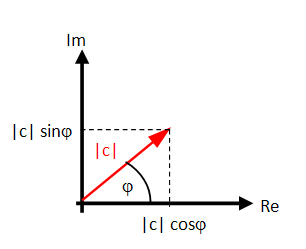 Im
|c| sinφ
|c|
φ
Re
|c| cosφ